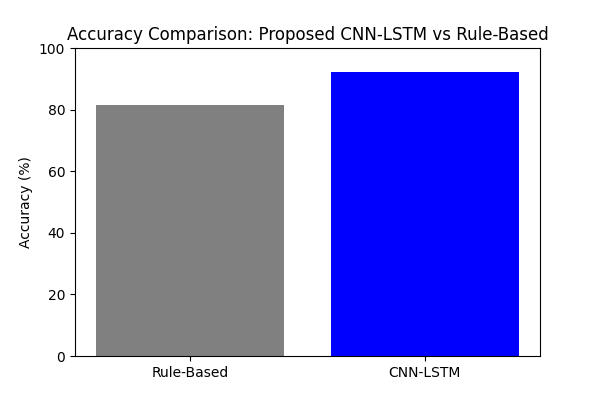 Accuracy Comparison: Proposed CNN-LSTM vs Rule-Based
Accuracy (%)
100
80
60
40
20
0
Rule-Based
CNN-LSTM